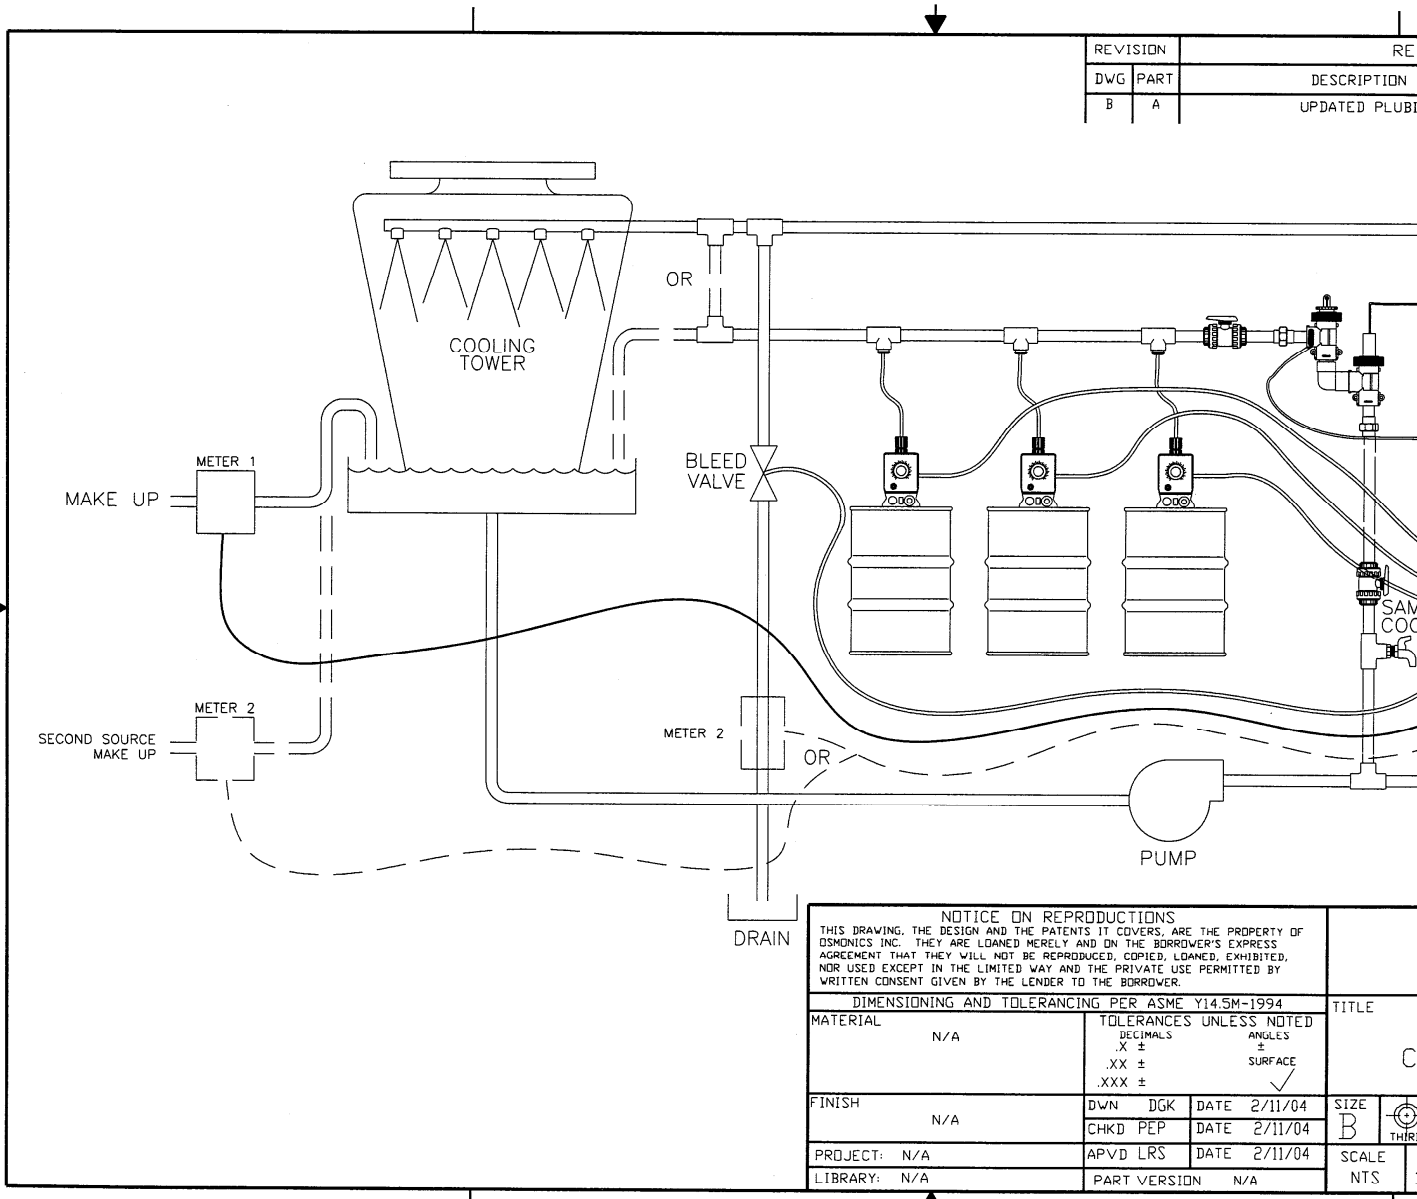 REVISION
RE
DWG PART
DESCRIPTION
B A
UPDATED PLUBI
OR
COOLING
TOWER
METER 1
MAKE UP
BLEED
VALVE
SAM
COC
METER 2
SECOND SOURCE
MAKE UP
METER 2
OR
PUMP
DRAIN
NOTICE ON REPRODUCTIONS
THIS DRAWING, THE DESIGN AND THE PATENTS IT COVERS, ARE THE PROPERTY OF
OSMONICS INC. THEY ARE LOANED MERELY AND ON THE BORROWER'S EXPRESS
AGREEMENT THAT THEY WILL NOT BE REPRODUCED, COPIED, LOANED, EXHIBITED,
NOR USED EXCEPT IN THE LIMITED WAY AND THE PRIVATE USE PERMITTED BY
WRITTEN CONSENT GIVEN BY THE LENDER TO THE BORROWER.
DIMENSIONING AND TOLERANCING PER ASME Y14.5M-1994
TITLE
MATERIAL
N/A
TOLERANCES UNLESS NOTED
DECIMALS ANGLES
.X ± ±
.XX ± SURFACE
.XXX ±
C
FINISH
N/A
DWN DGK DATE 2/11/04
CHKD PEP DATE 2/11/04
SIZE
B
THIR
PROJECT: N/A
APVD LRS DATE 2/11/04
SCALE
NTS
LIBRARY: N/A
PART VERSION N/A